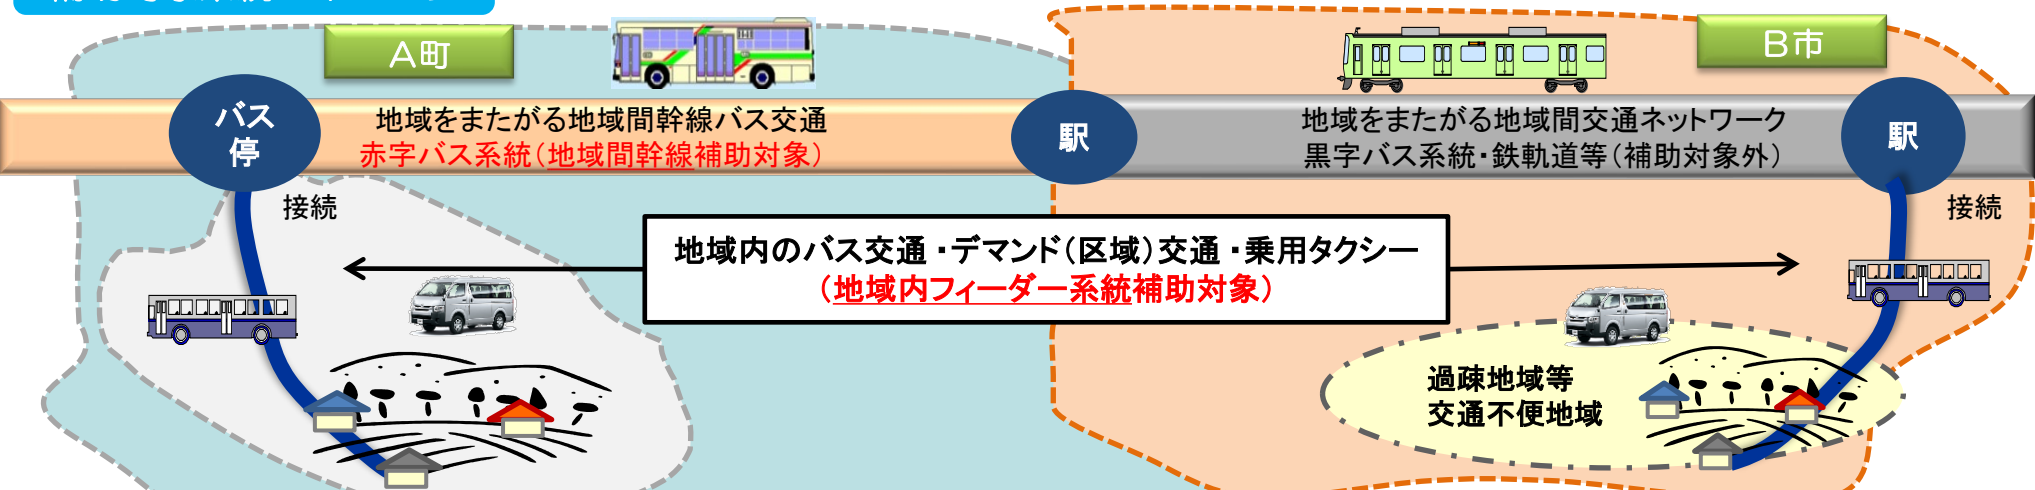 A町
B市
バス
停
地域をまたがる地域間幹線バス交通
赤字バス系統(地域間幹線補助対象)
駅
地域をまたがる地域間交通ネットワーク
黒字バス系統・鉄軌道等(補助対象外)
駅
接続
接続
地域内のバス交通・デマンド(区域)交通・乗用タクシー
(地域内フィーダー系統補助対象)
過疎地域等
交通不便地域